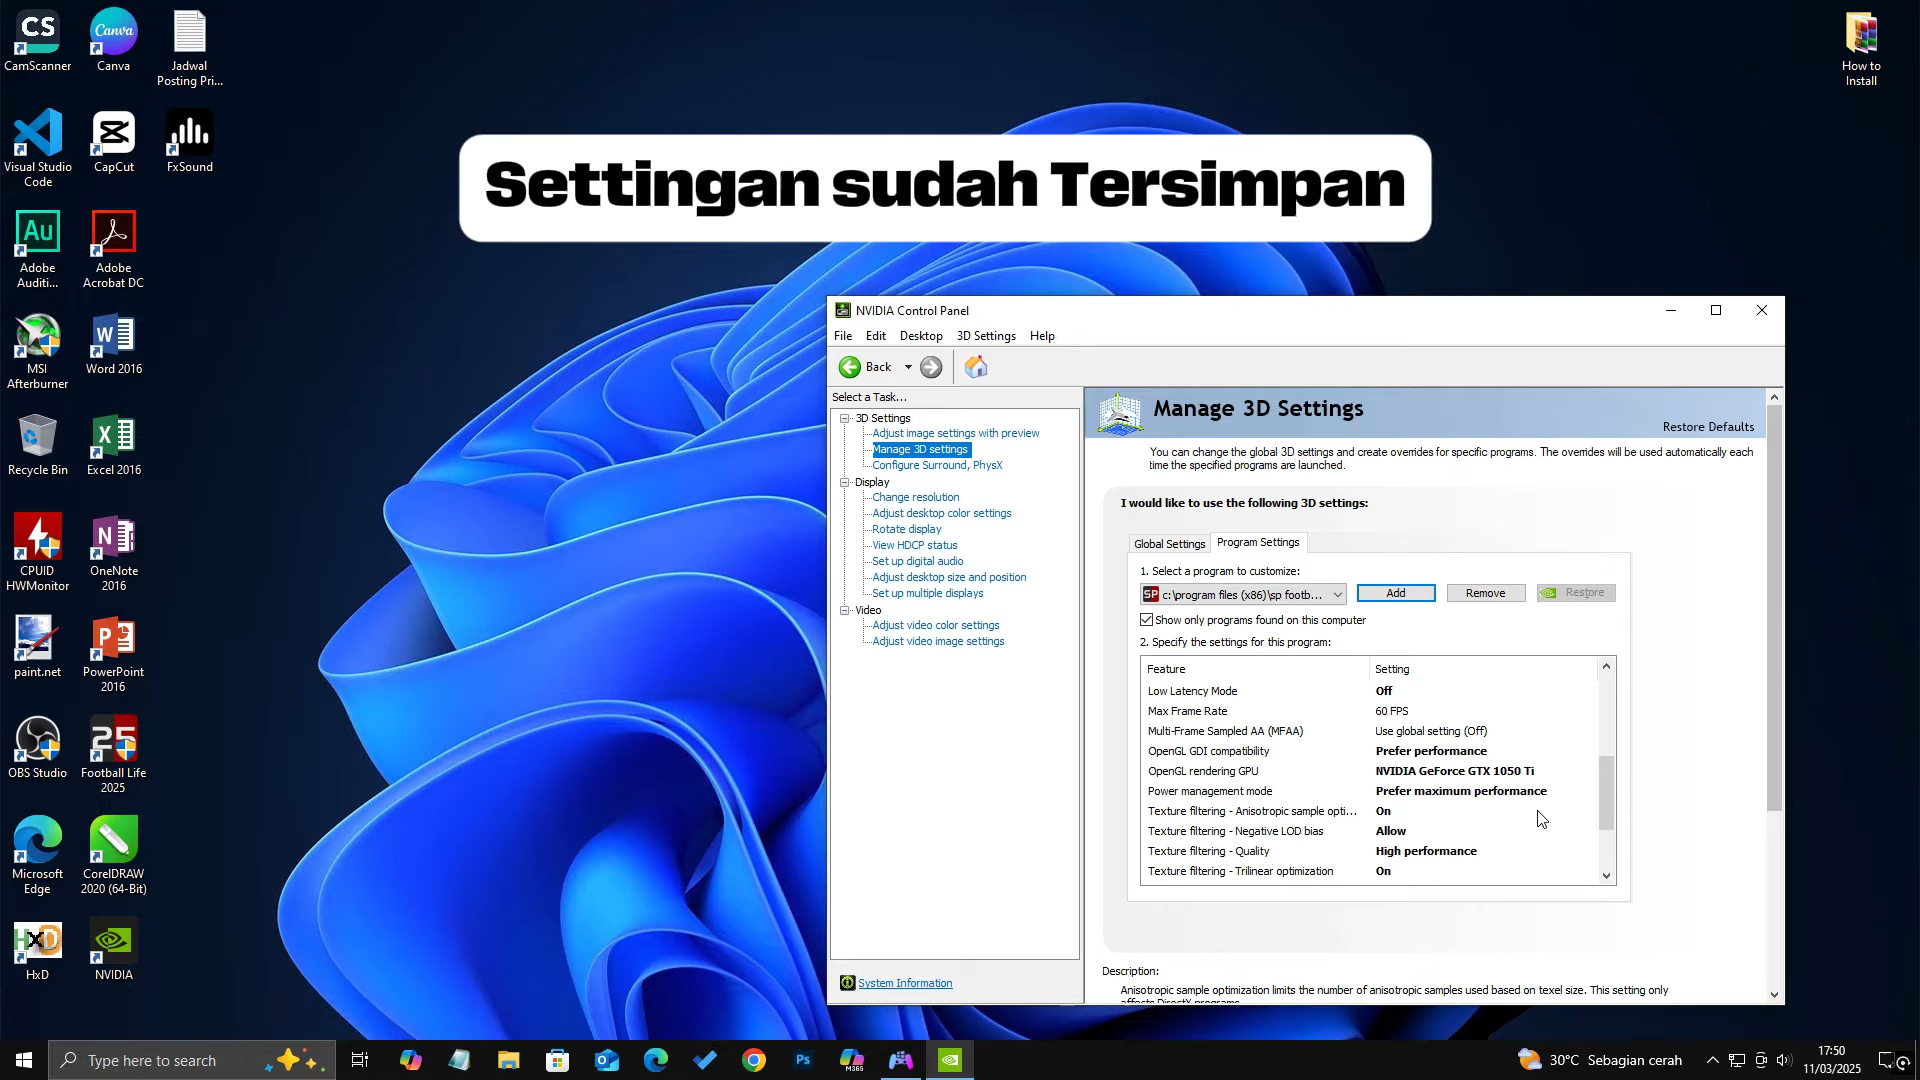 CamScanner
Canva
Jadwal
Posting Pri...
How to
Install
Visual Studio
Code
CapCut
FxSound
Settingan sudah Tersimpan
Adobe
Auditi...
Adobe
Acrobat DC
MSI
Afterburner
Word 2016
Recycle Bin
Excel 2016
CPUID
HWMonitor
OneNote
2016
paint.net
PowerPoint
2016
OBS Studio
Football Life
2025
Microsoft
Edge
CorelDRAW
2020 (64-Bit)
HxD
NVIDIA
NVIDIA Control Panel
File Edit Desktop 3D Settings Help
Back
Select a Task...
3D Settings
Adjust image settings with preview
Manage 3D settings
Configure Surround, PhysX
Display
Change resolution
Adjust desktop color settings
Rotate display
View HDCP status
Set up digital audio
Adjust desktop size and position
Set up multiple displays
Video
Adjust video color settings
Adjust video image settings
System Information
Manage 3D Settings
Restore Defaults
You can change the global 3D settings and create overrides for specific programs. The overrides will be used automatically each
time the specified programs are launched.
I would like to use the following 3D settings:
Global Settings Program Settings
1. Select a program to customize:
SP c:\program files (x86)\sp footb... Add Remove Restore
Show only programs found on this computer
2. Specify the settings for this program:
Feature Setting
Low Latency Mode Off
Max Frame Rate 60 FPS
Multi-Frame Sampled AA (MFAA) Use global setting (Off)
OpenGL GDI compatibility Prefer performance
OpenGL rendering GPU NVIDIA GeForce GTX 1050 Ti
Power management mode Prefer maximum performance
Texture filtering - Anisotropic sample opti... On
Texture filtering - Negative LOD bias Allow
Texture filtering - Quality High performance
Texture filtering - Trilinear optimization On
Description:
Anisotropic sample optimization limits the number of anisotropic samples used based on texel size. This setting only
affects DirectX programs.
Type here to search
30°C Sebagian cerah
17:50
11/03/2025